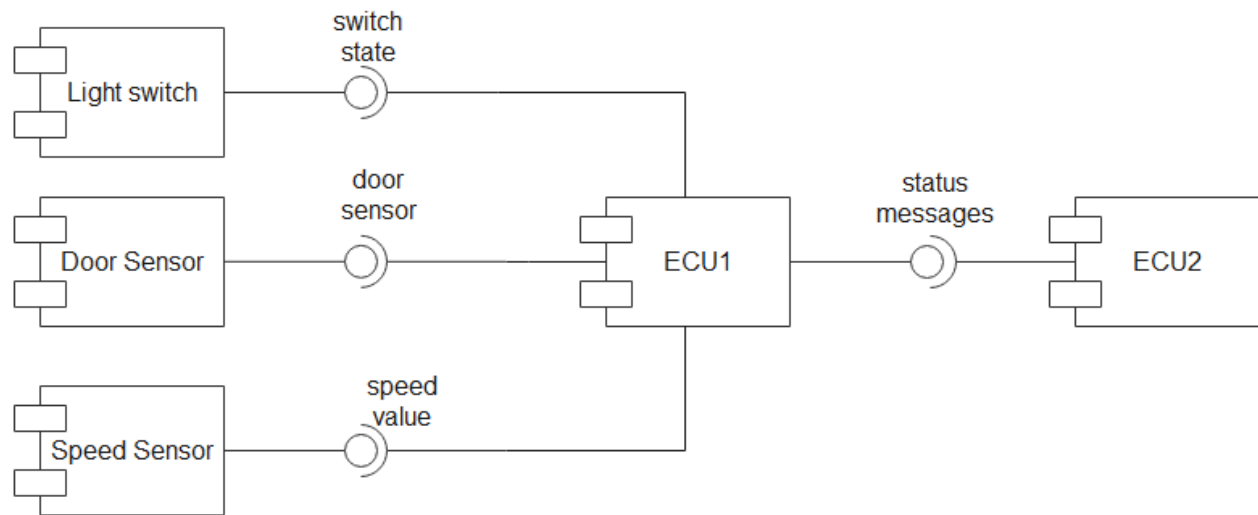 switch
state
Light switch
door
sensor
Door Sensor
ECU1
status
messages
ECU2
speed
value
Speed Sensor